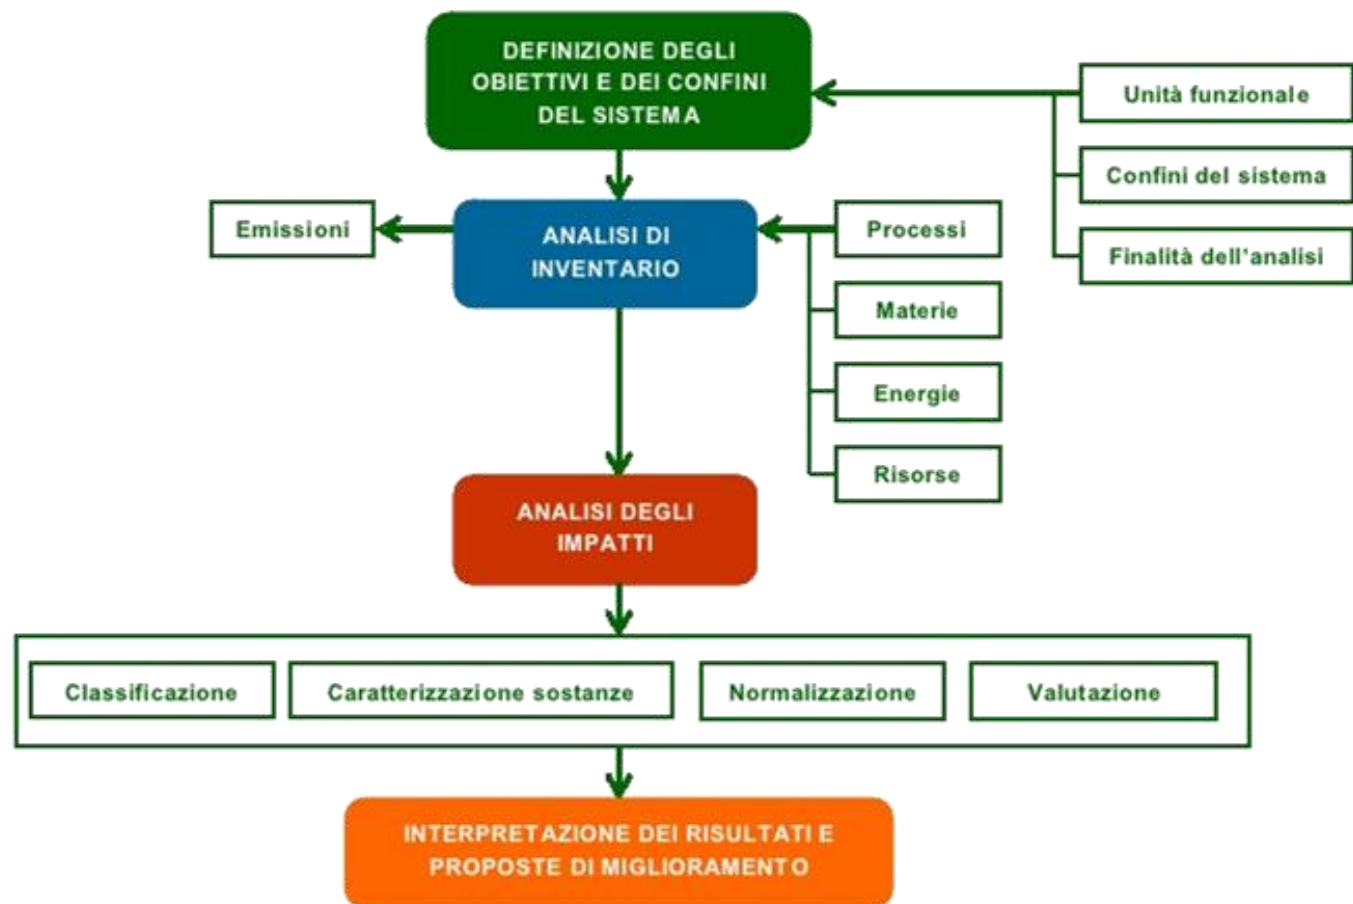 DEFINIZIONE DEGLI
OBIETTIVI E DEI CONFINI
DEL SISTEMA
Unità funzionale
Confini del sistema
Finalità dell'analisi
Emissioni
ANALISI DI
INVENTARIO
Processi
Materie
Energie
Risorse
ANALISI DEGLI
IMPATTI
Classificazione
Caratterizzazione sostanze
Normalizzazione
Valutazione
INTERPRETAZIONE DEI RISULTATI E
PROPOSTE DI MIGLIORAMENTO